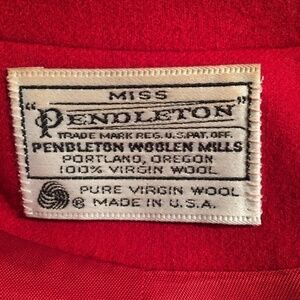 MISS
"PENDLETON"
TRADE MARK REG. U.S. PAT. OFF.
PENDLETON WOOLEN MILLS
PORTLAND, OREGON
100% VIRGIN WOOL
PURE VIRGIN WOOL
® MADE IN U.S.A.